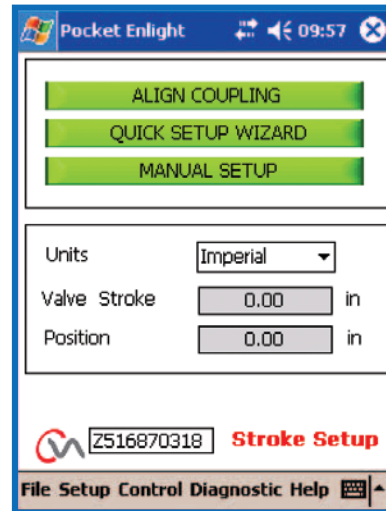 Pocket Enlight 09:57
ALIGN COUPLING
QUICK SETUP WIZARD
MANUAL SETUP
Units Imperial
Valve Stroke 0.00 in
Position 0.00 in
Z516870318 Stroke Setup
File Setup Control Diagnostic Help